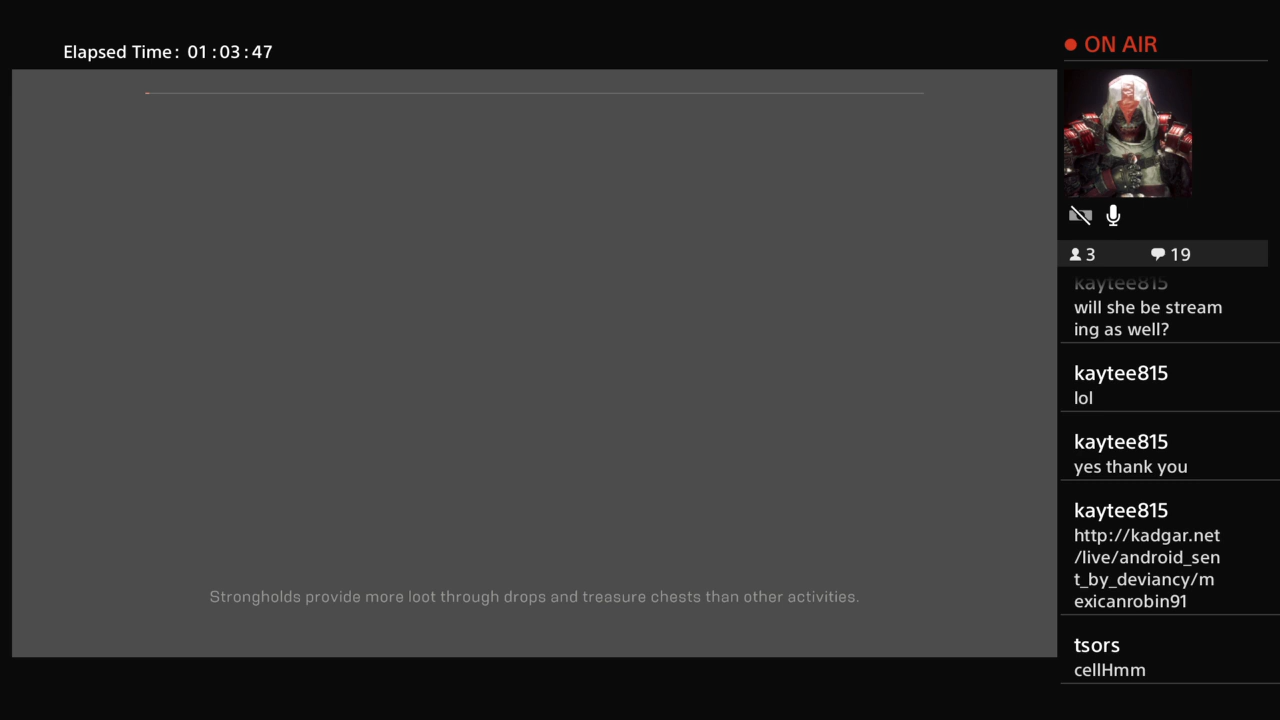 Elapsed Time: 01:03:47
ON AIR
3
19
kaytee815
will she be stream
ing as well?
kaytee815
lol
kaytee815
yes thank you
kaytee815
http://kadgar.net
/live/android_sen
t_by_deviancy/m
exicanrobin91
tsors
cellHmm
Strongholds provide more loot through drops and treasure chests than other activities.